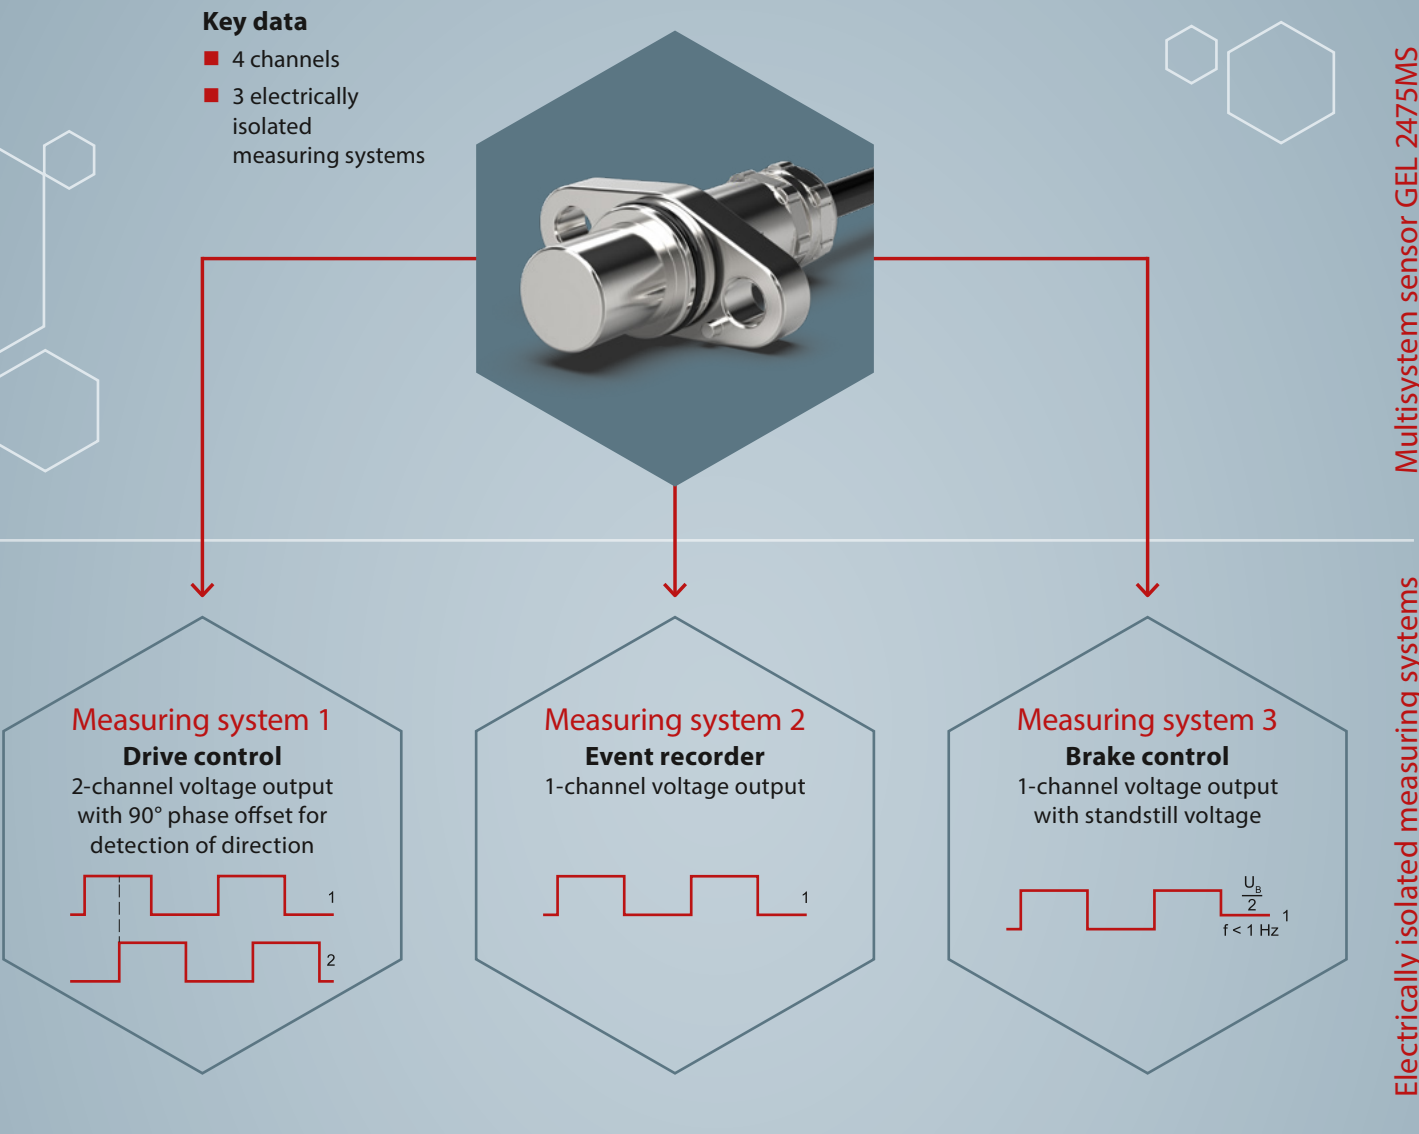 Key data
4 channels
3 electrically
isolated
measuring systems
Multisystem sensor GEL 2475MS
Electrically isolated measuring systems
Measuring system 1
Drive control
2-channel voltage output
with 90° phase offset for
detection of direction
1
2
Measuring system 2
Event recorder
1-channel voltage output
1
Measuring system 3
Brake control
1-channel voltage output
with standstill voltage
U_B
2
1
f < 1 Hz